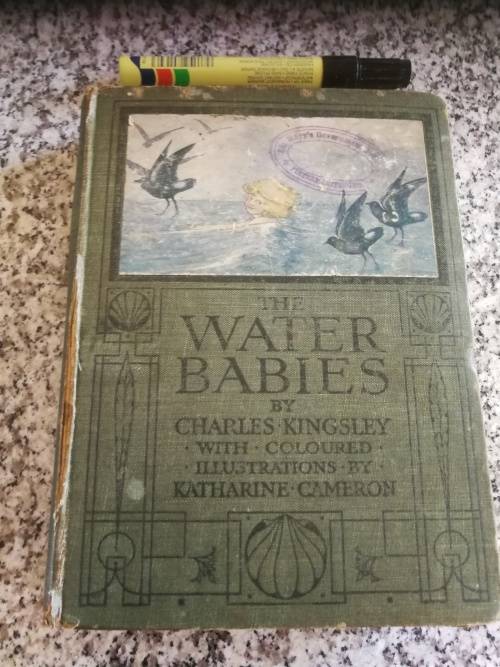 THE
WATER
BABIES
BY
CHARLES · KINGSLEY
· WITH · COLOURED ·
· ILLUSTRATIONS · BY ·
KATHARINE · CAMERON